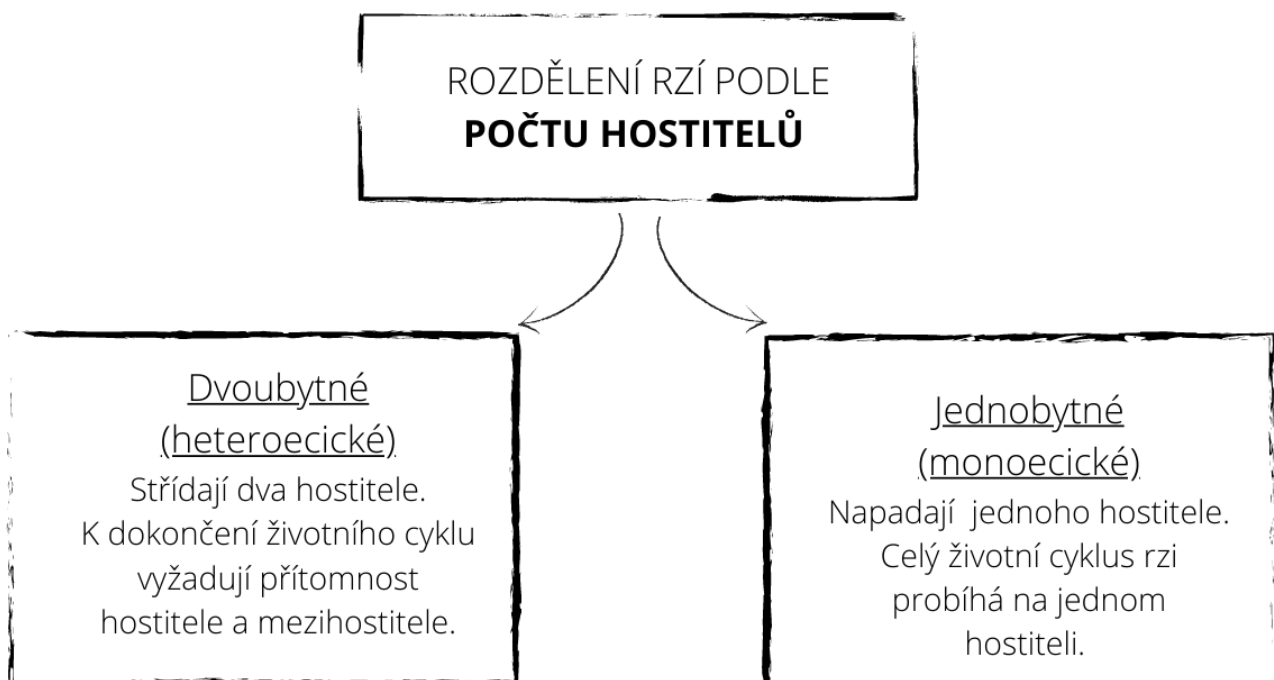 ROZDĚLENÍ RZÍ PODLE
POČTU HOSTITELŮ
Dvoubytné
(heteroecické)
Střídají dva hostitele.
K dokončení životního cyklu
vyžadují přítomnost
hostitele a mezihostitele.
Jednobytné
(monoecické)
Napadají  jednoho hostitele.
Celý životní cyklus rzi
probíhá na jednom
hostiteli.